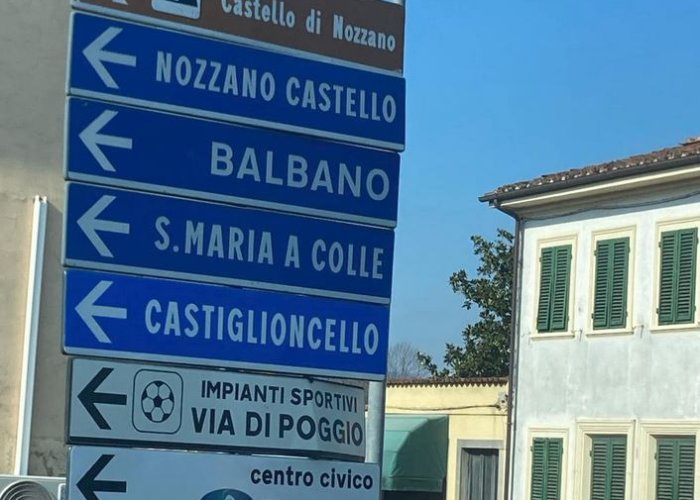 Castello di Nozzano
NOZZANO CASTELLO
BALBANO
S.MARIA A COLLE
CASTIGLIONCELLO
IMPIANTI SPORTIVI
VIA DI POGGIO
centro civico